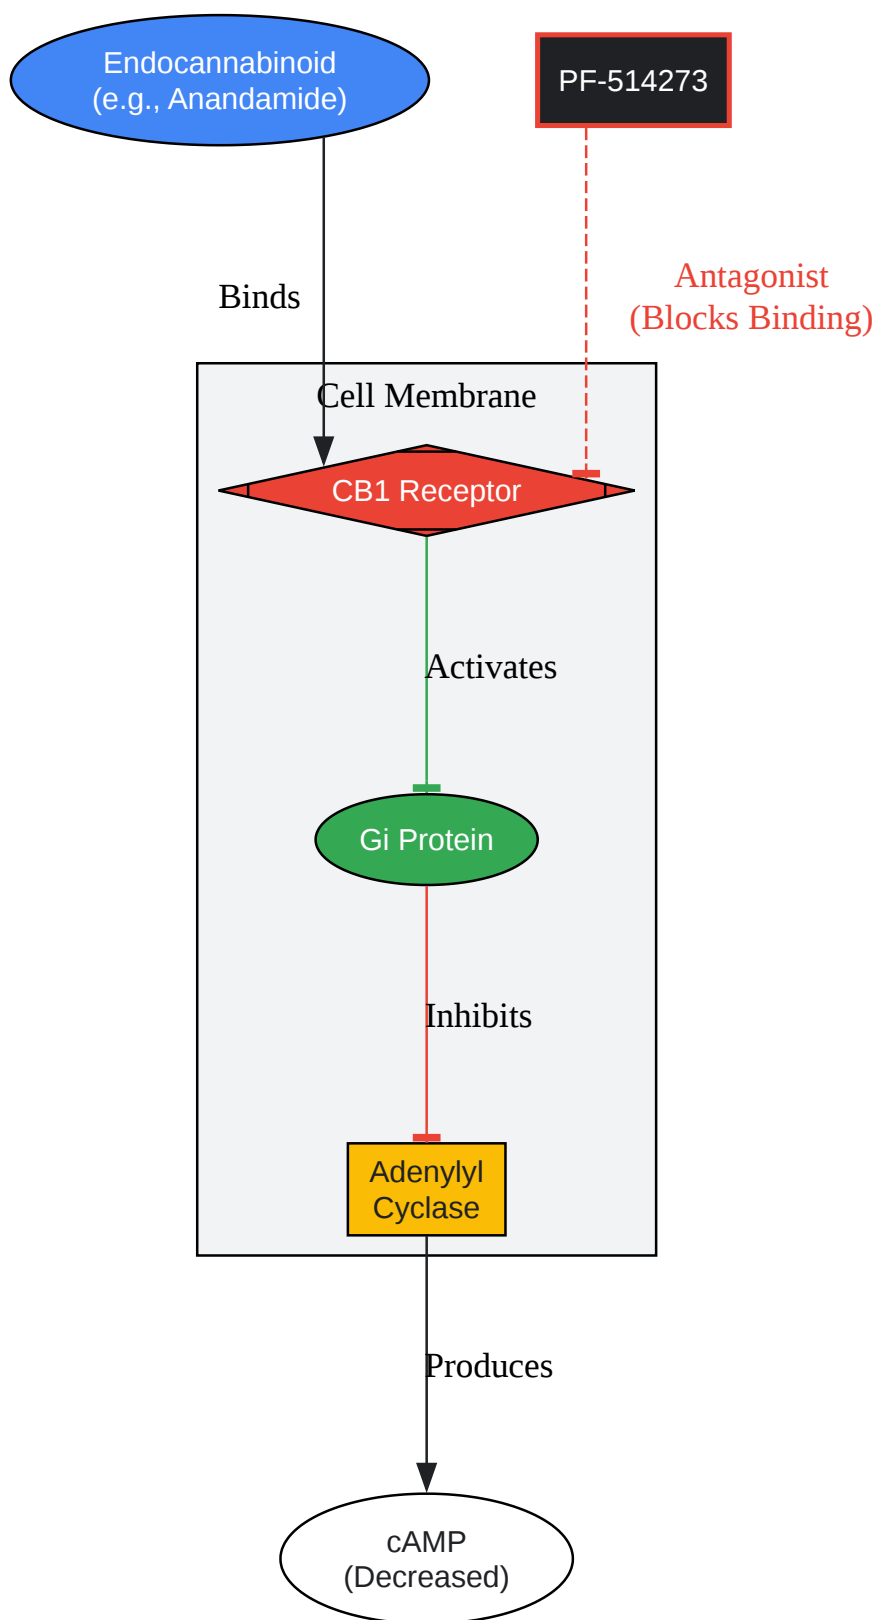 Endocannabinoid
(e.g., Anandamide)
PF-514273
Binds
Antagonist
(Blocks Binding)
Cell Membrane
CB1 Receptor
Activates
Gi Protein
Inhibits
Adenylyl
Cyclase
Produces
cAMP
(Decreased)